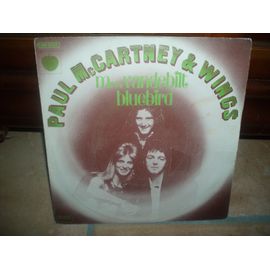 PAUL McCARTNEY & WINGS
mrs vandebilt
bluebird